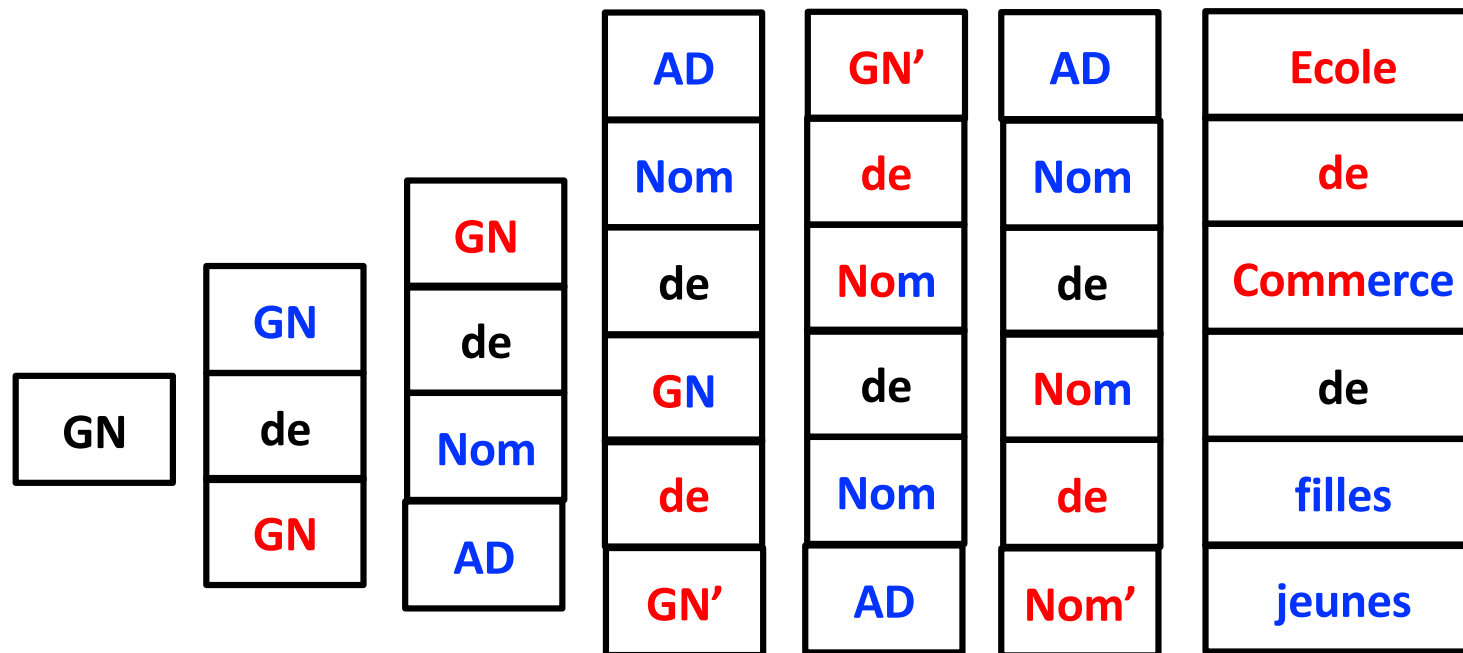 GN
GN
de
GN
GN
de
Nom
AD
AD
Nom
de
GN
de
GN’
GN’
de
Nom
de
Nom
AD
AD
Nom
de
Nom
de
Nom’
Ecole
de
Commerce
de
filles
jeunes